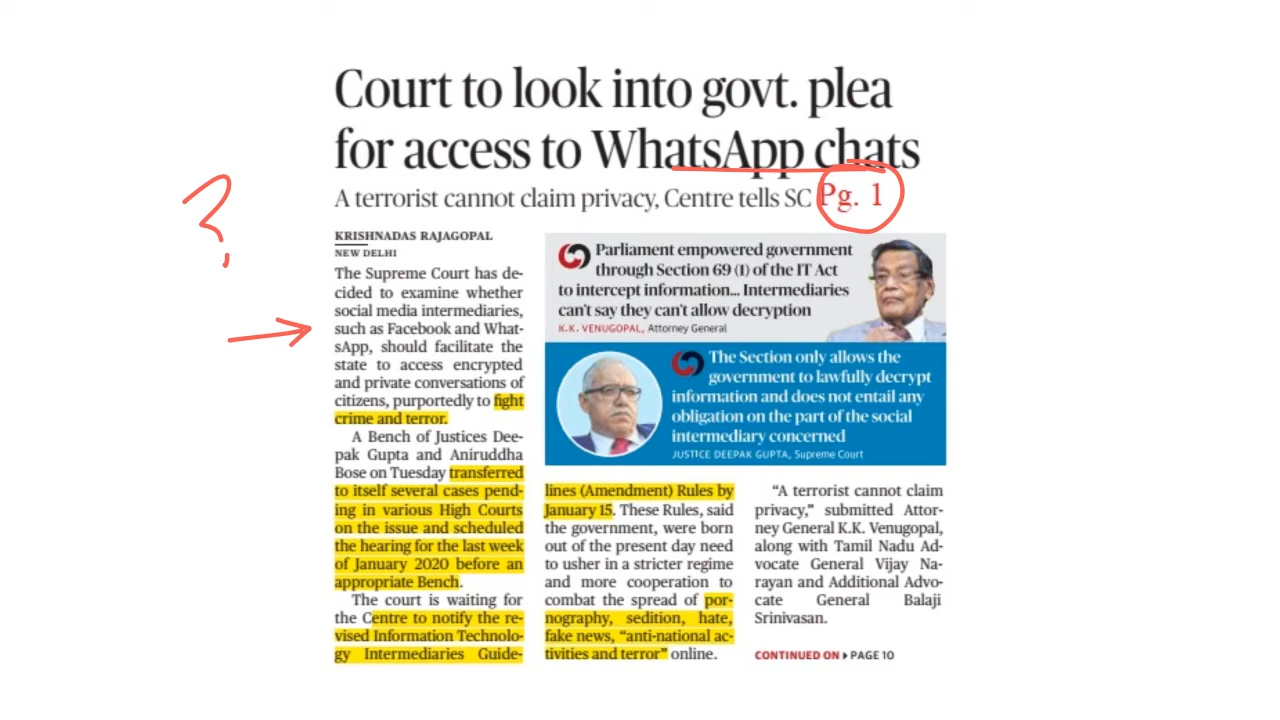 Court to look into govt. plea
for access to WhatsApp chats
A terrorist cannot claim privacy, Centre tells SC Pg. 1
?
KRISHNADAS RAJAGOPAL
NEW DELHI
The Supreme Court has de-
cided to examine whether
social media intermediaries,
such as Facebook and What-
sApp, should facilitate the
state to access encrypted
and private conversations of
citizens, purportedly to fight
crime and terror.
A Bench of Justices Dee-
pak Gupta and Aniruddha
Bose on Tuesday transferred
to itself several cases pend-
ing in various High Courts
on the issue and scheduled
the hearing for the last week
of January 2020 before an
appropriate Bench.
The court is waiting for
the Centre to notify the re-
vised Information Technolo-
gy Intermediaries Guide-
Parliament empowered government
through Section 69 (I) of the IT Act
to intercept information... Intermediaries
can't say they can't allow decryption
K.K. VENUGOPAL, Attorney General
The Section only allows the
government to lawfully decrypt
information and does not entail any
obligation on the part of the social
intermediary concerned
JUSTICE DEEPAK GUPTA, Supreme Court
lines (Amendment) Rules by
January 15. These Rules, said
the government, were born
out of the present day need
to usher in a stricter regime
and more cooperation to
combat the spread of por-
nography, sedition, hate,
fake news, “anti-national ac-
tivities and terror” online.
“A terrorist cannot claim
privacy,” submitted Attor-
ney General K.K. Venugopal,
along with Tamil Nadu Ad-
vocate General Vijay Na-
rayan and Additional Advo-
cate General Balaji
Srinivasan.
CONTINUED ON PAGE 10